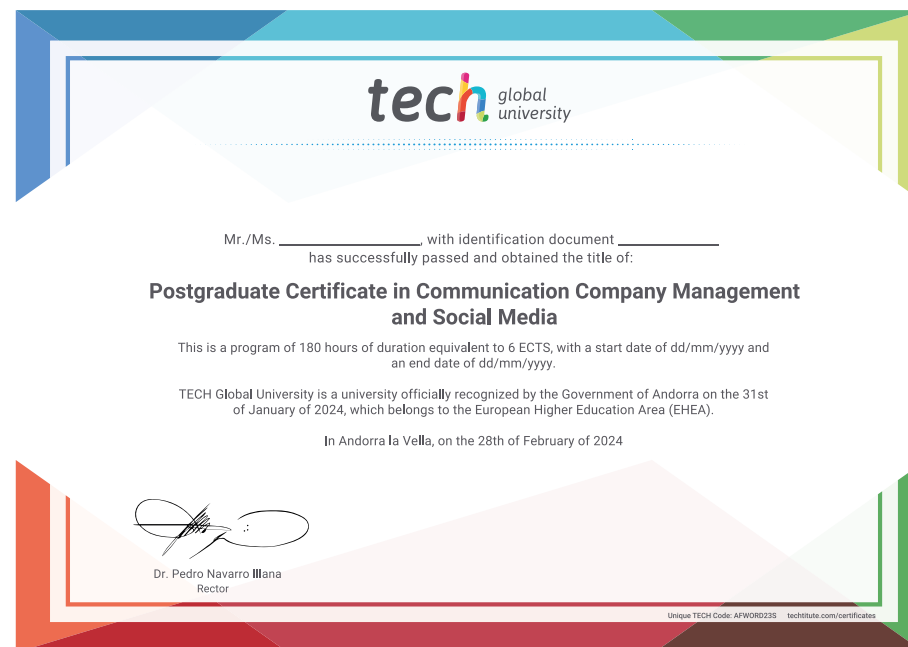 tech global
university
Mr./Ms. ____________, with identification document ____________
has successfully passed and obtained the title of:
Postgraduate Certificate in Communication Company Management
and Social Media
This is a program of 180 hours of duration equivalent to 6 ECTS, with a start date of dd/mm/yyyy and
an end date of dd/mm/yyyy.
TECH Global University is a university officially recognized by the Government of Andorra on the 31st
of January of 2024, which belongs to the European Higher Education Area (EHEA).
In Andorra la Vella, on the 28th of February of 2024
Dr. Pedro Navarro Illana
Rector
Unique TECH Code: AFWORD23S techtitute.com/certificates